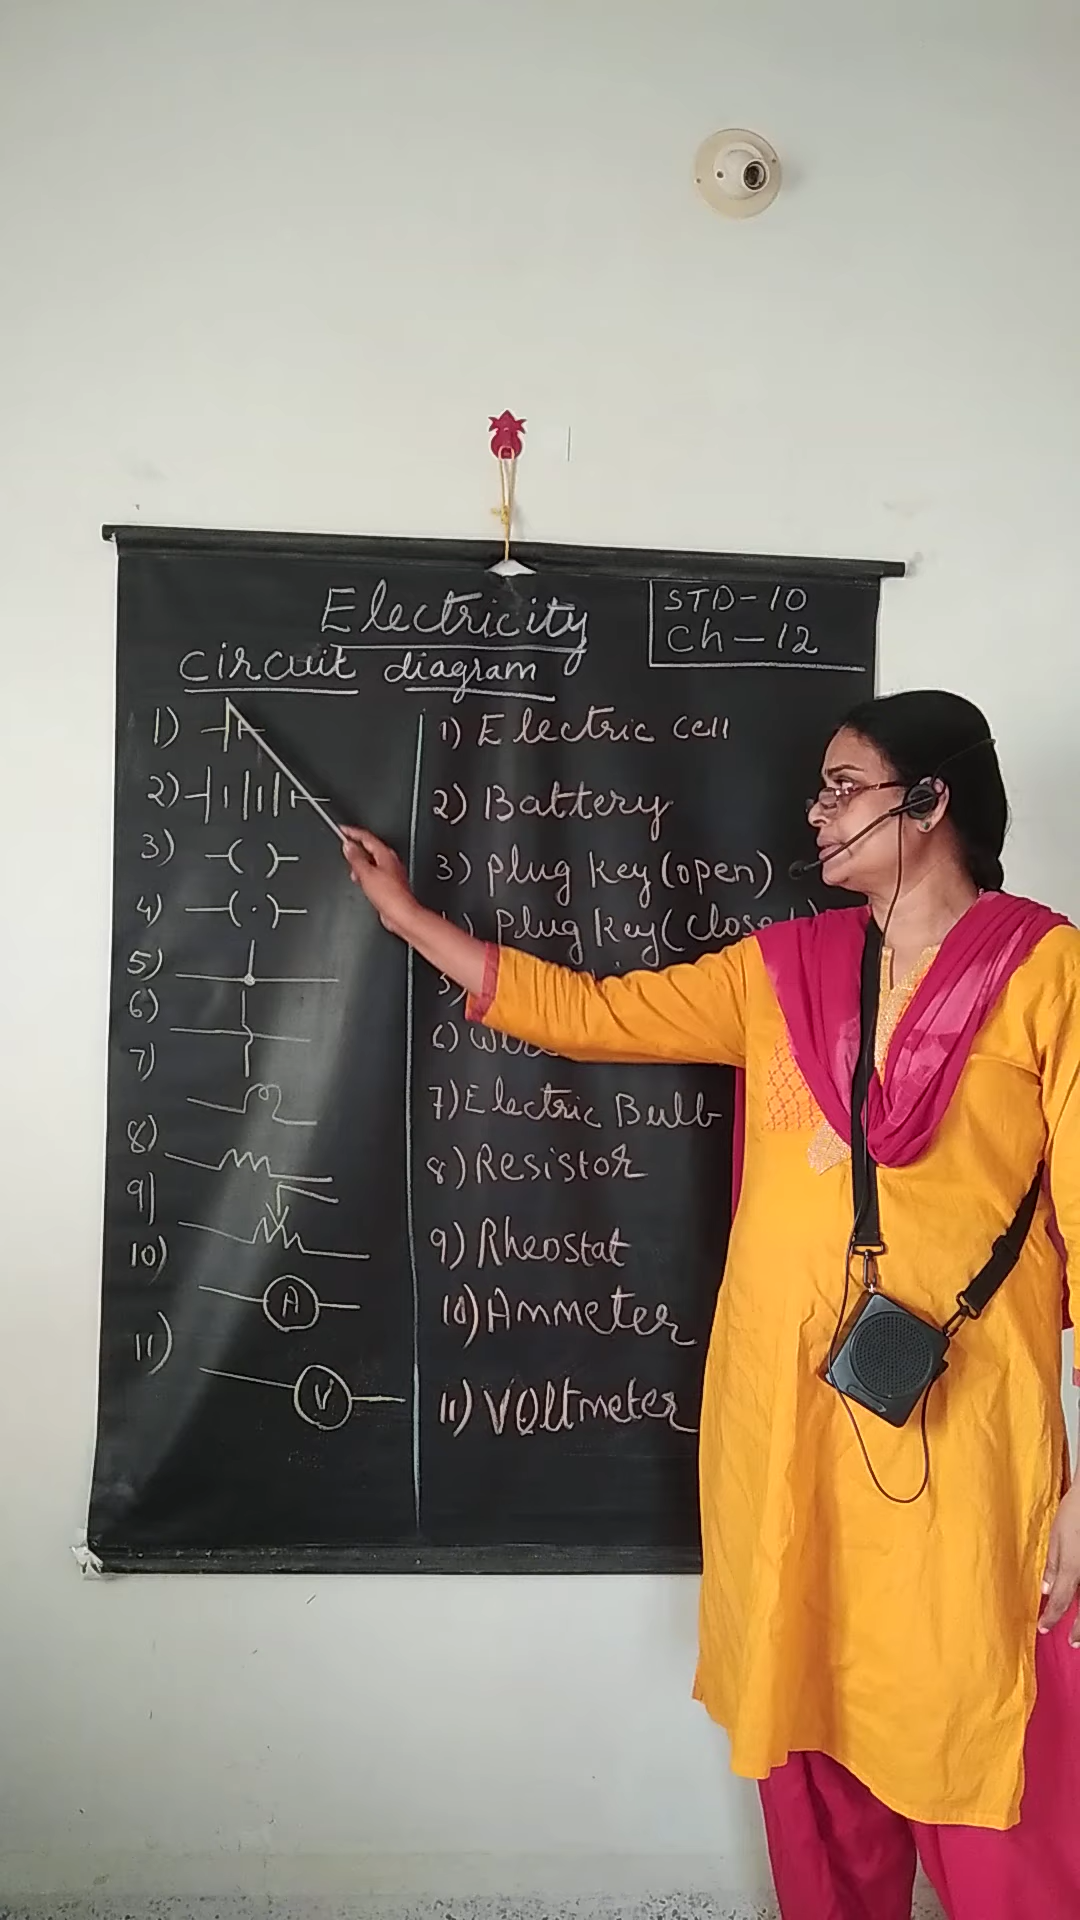 Electricity
STD-10
Ch-12
circuit diagram
1)
1) Electric cell
2)
2) Battery
3)
3) Plug key (open)
4)
Plug key (
5)
5)
6)
6)
7)
7) Electric Bulb
8)
8) Resistor
9)
9) Rheostat
10)
A
10) Ammeter
11)
V
11) Voltmeter